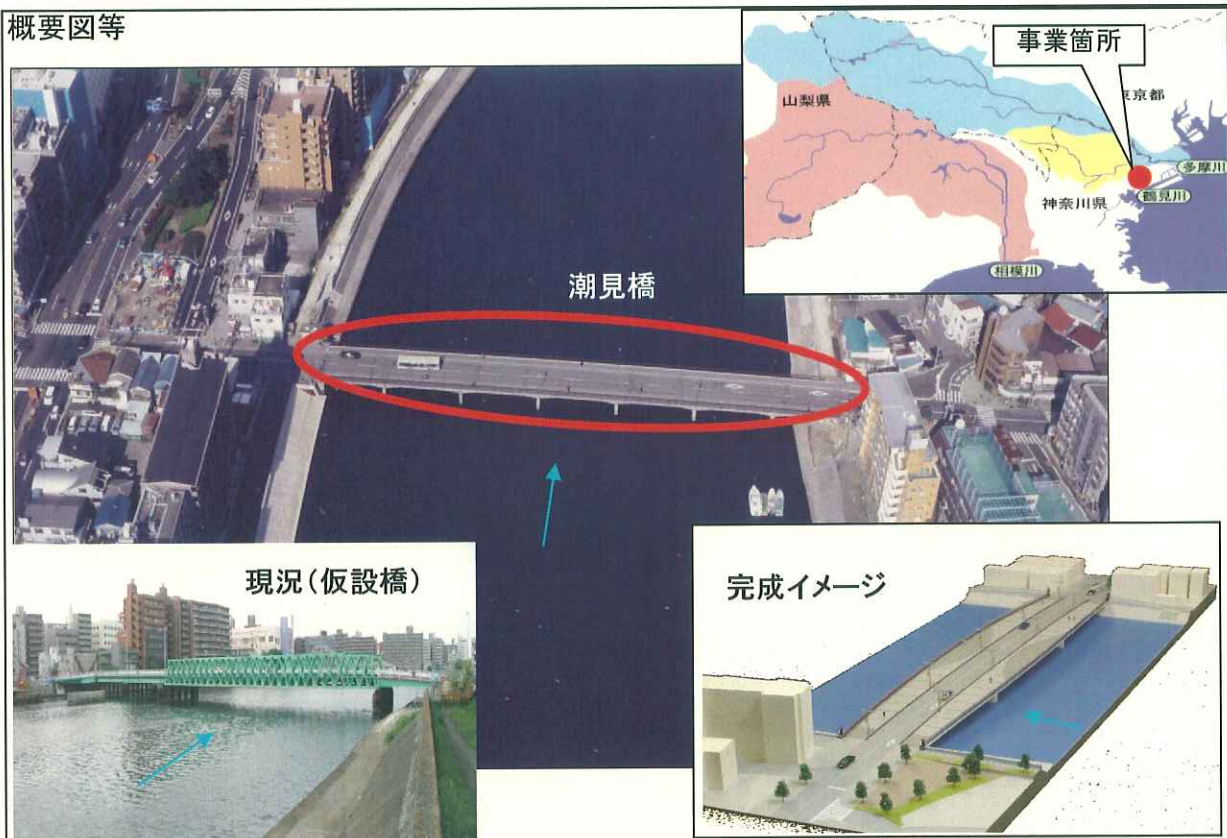 概要図等
事業箇所
山梨県
東京都
多摩川
鶴見川
神奈川県
相模川
潮見橋
現況(仮設橋)
完成イメージ